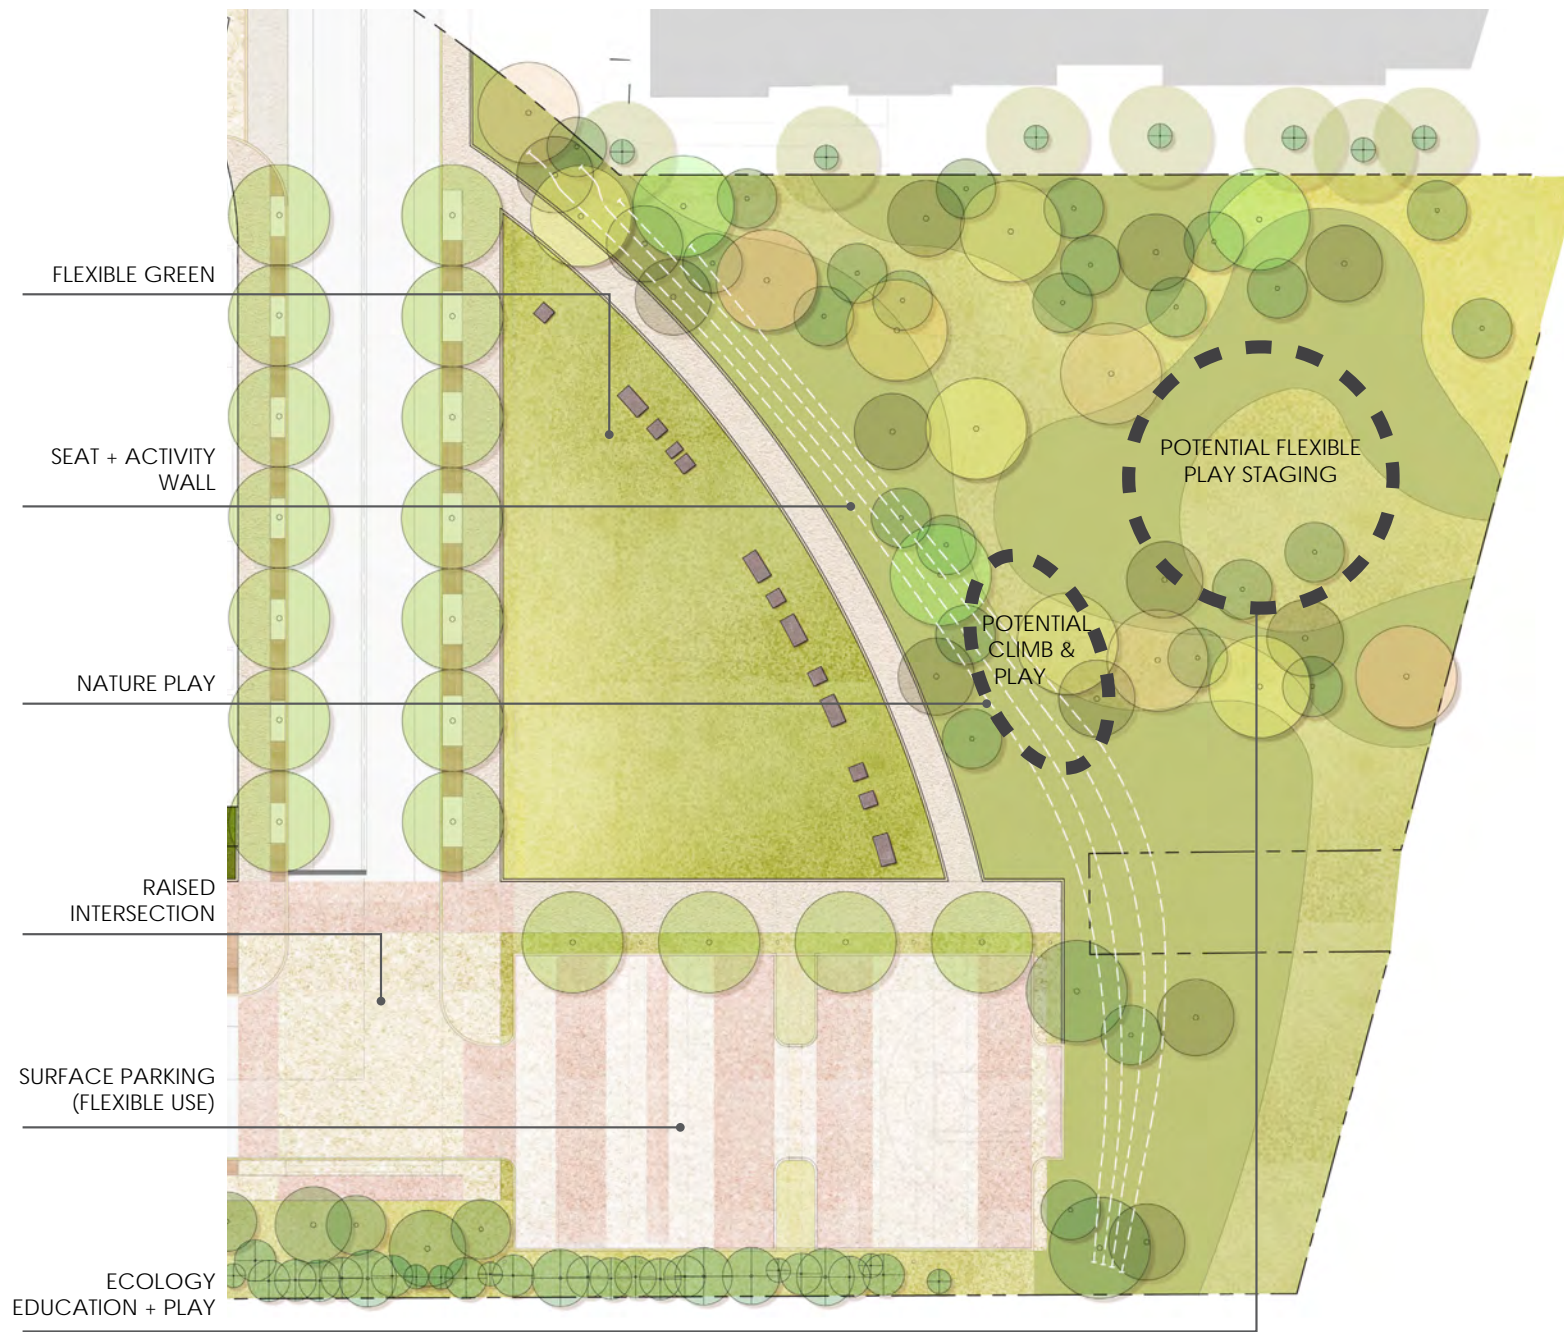 FLEXIBLE GREEN
SEAT + ACTIVITY
WALL
NATURE PLAY
RAISED
INTERSECTION
SURFACE PARKING
(FLEXIBLE USE)
ECOLOGY
EDUCATION + PLAY
POTENTIAL FLEXIBLE
PLAY STAGING
POTENTIAL
CLIMB &
PLAY